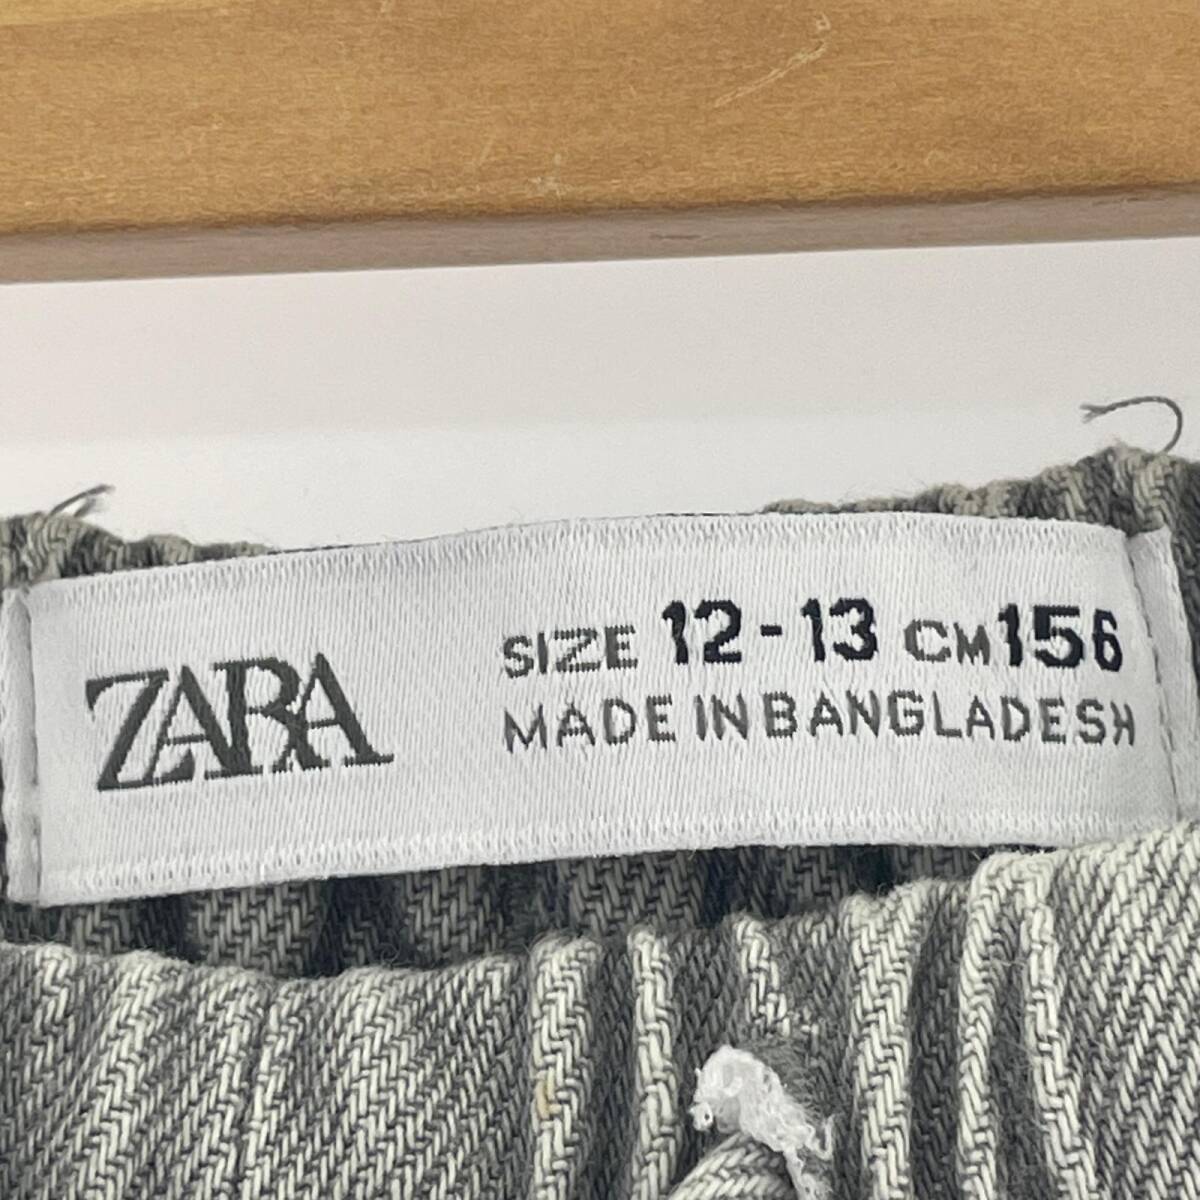 ZARA
SIZE 12-13 CM 156
MADE IN BANGLADESH